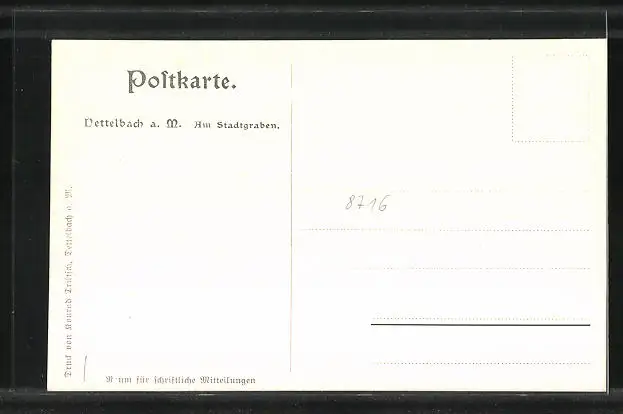 Poſtkarte.
Dettelbach a. M. Am Stadtgraben.
8716
Druck von Konrad Triltſch, Dettelbach a. M.
Raum für ſchriftliche Mitteilungen